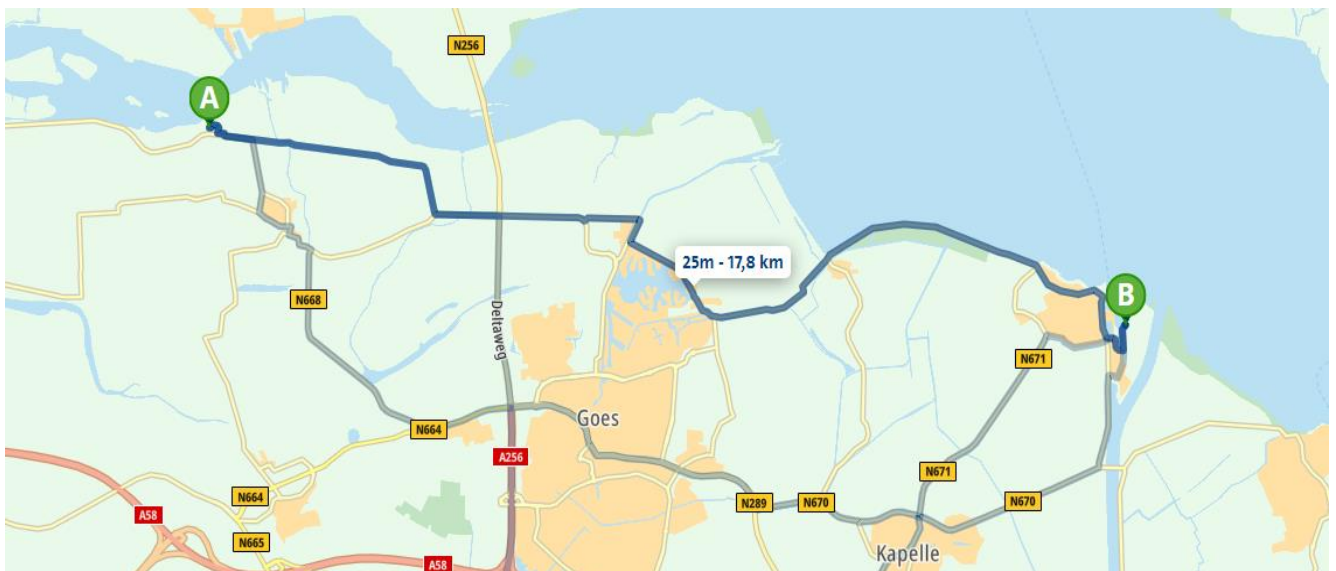 N256
A
25m - 17,8 km
B
N668
Deltaweg
N671
Goes
N664
A256
N671
N664
N289
N670
N670
A58
N665
Kapelle
A58